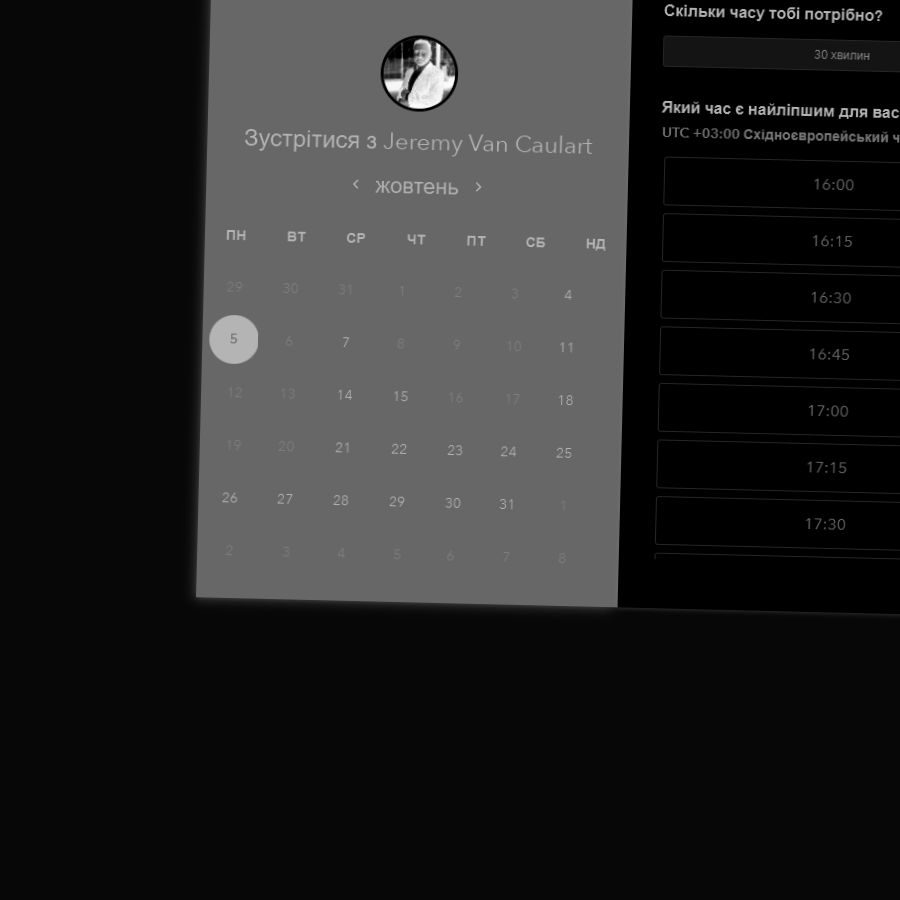 Зустрітися з Jeremy Van Caulart
‹ жовтень ›
ПН ВТ СР ЧТ ПТ СБ НД
29 30 31 1 2 3 4
5 6 7 8 9 10 11
12 13 14 15 16 17 18
19 20 21 22 23 24 25
26 27 28 29 30 31 1
2 3 4 5 6 7 8
Скільки часу тобі потрібно?
30 хвилин
Який час є найліпшим для вас
UTC +03:00 Східноєвропейський ч
16:00
16:15
16:30
16:45
17:00
17:15
17:30